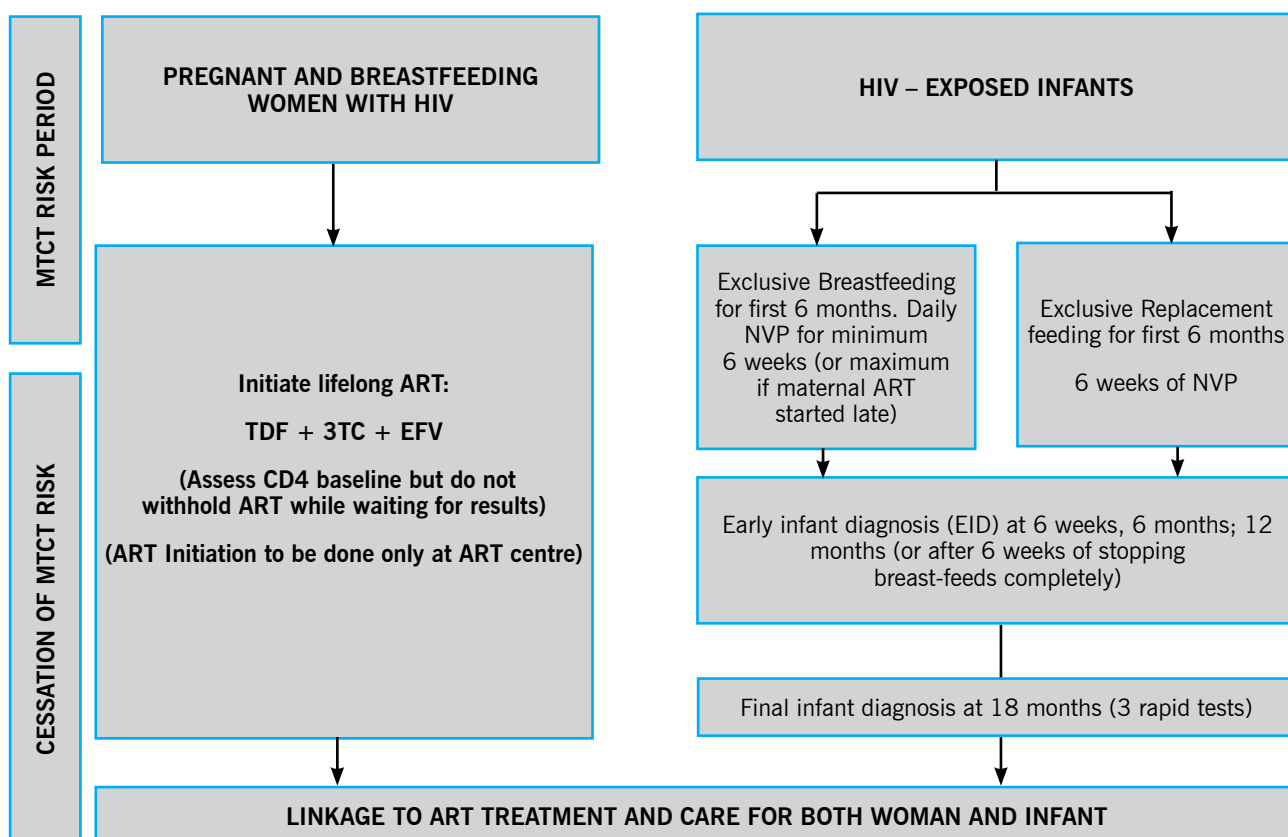 MTCT RISK PERIOD
PREGNANT AND BREASTFEEDING
WOMEN WITH HIV
HIV – EXPOSED INFANTS
CESSATION OF MTCT RISK
Initiate lifelong ART:
TDF + 3TC + EFV
(Assess CD4 baseline but do not
withhold ART while waiting for results)
(ART Initiation to be done only at ART centre)
Exclusive Breastfeeding
for first 6 months. Daily
NVP for minimum
6 weeks (or maximum
if maternal ART
started late)
Exclusive Replacement
feeding for first 6 months
6 weeks of NVP
Early infant diagnosis (EID) at 6 weeks, 6 months; 12
months (or after 6 weeks of stopping
breast-feeds completely)
Final infant diagnosis at 18 months (3 rapid tests)
LINKAGE TO ART TREATMENT AND CARE FOR BOTH WOMAN AND INFANT